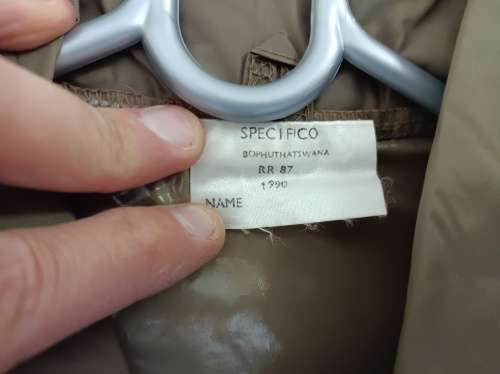 SPECIFICO
BOPHUTHATSWANA
RR 87
1990
NAME